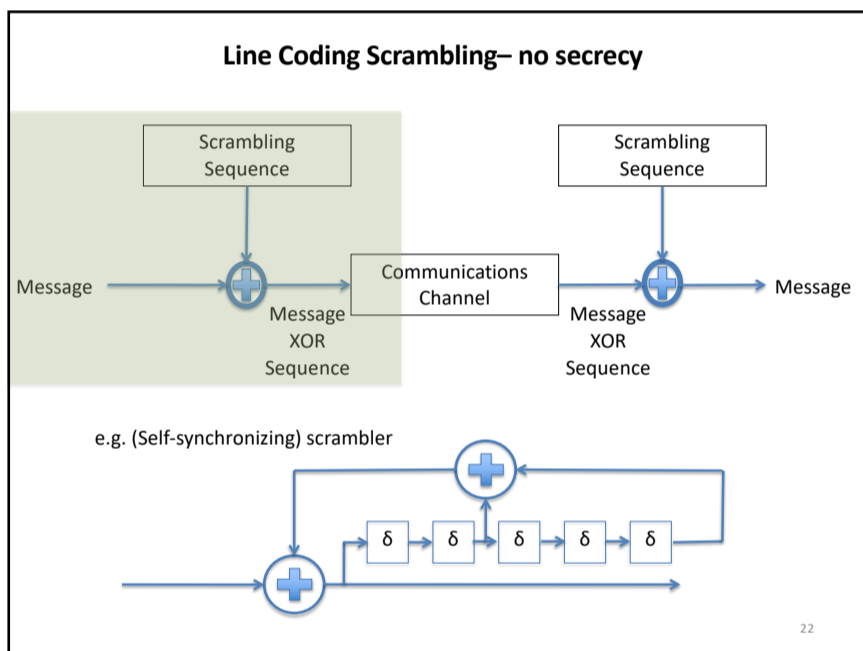 Line Coding Scrambling– no secrecy
Scrambling
Sequence
Scrambling
Sequence
Message
Communications
Channel
Message
Message
XOR
Sequence
Message
XOR
Sequence
e.g. (Self-synchronizing) scrambler
δ δ δ δ δ
22